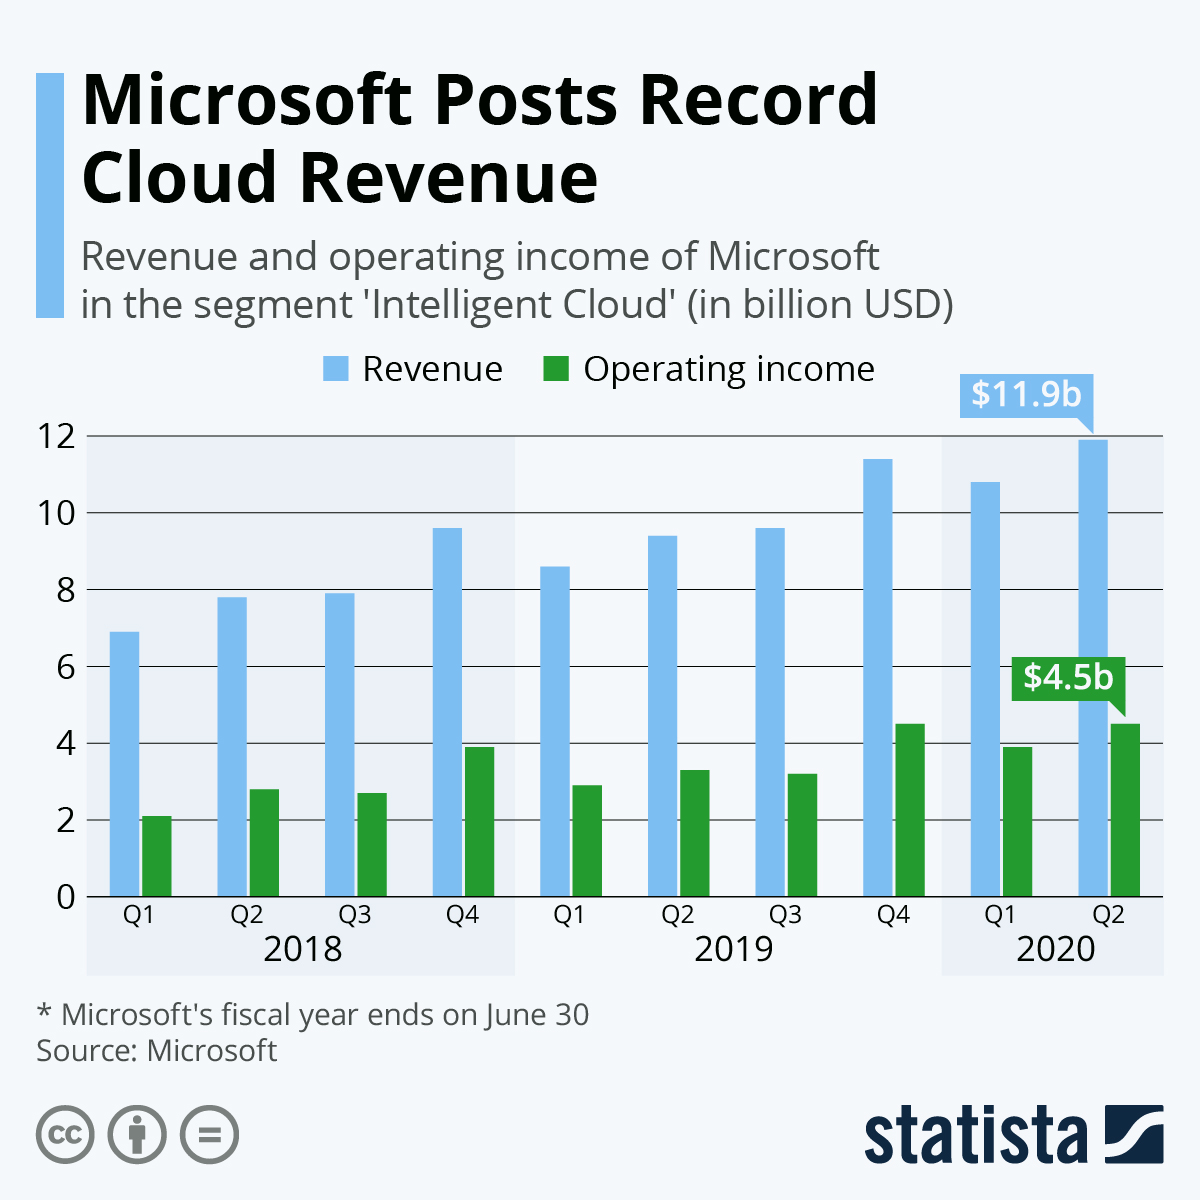 Microsoft Posts Record
Cloud Revenue
Revenue and operating income of Microsoft
in the segment 'Intelligent Cloud' (in billion USD)
Revenue Operating income
$11.9b
12
10
8
6
$4.5b
4
2
0
Q1 Q2 Q3 Q4 Q1 Q2 Q3 Q4 Q1 Q2
2018 2019 2020
* Microsoft's fiscal year ends on June 30
Source: Microsoft
cc
statista